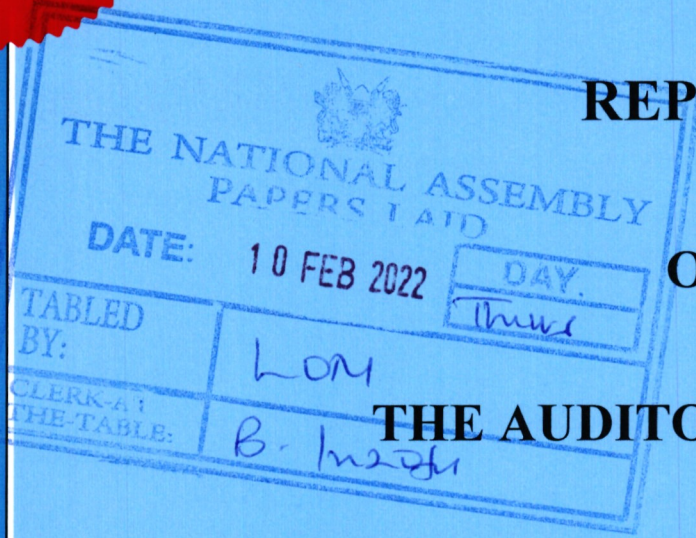 REP
THE NATIONAL ASSEMBLY
PAPERS LAID
DATE: 10 FEB 2022 DAY.
Thurs
O
TABLED BY: LOM
CLERK-AT THE-TABLE: B.
THE AUDITO